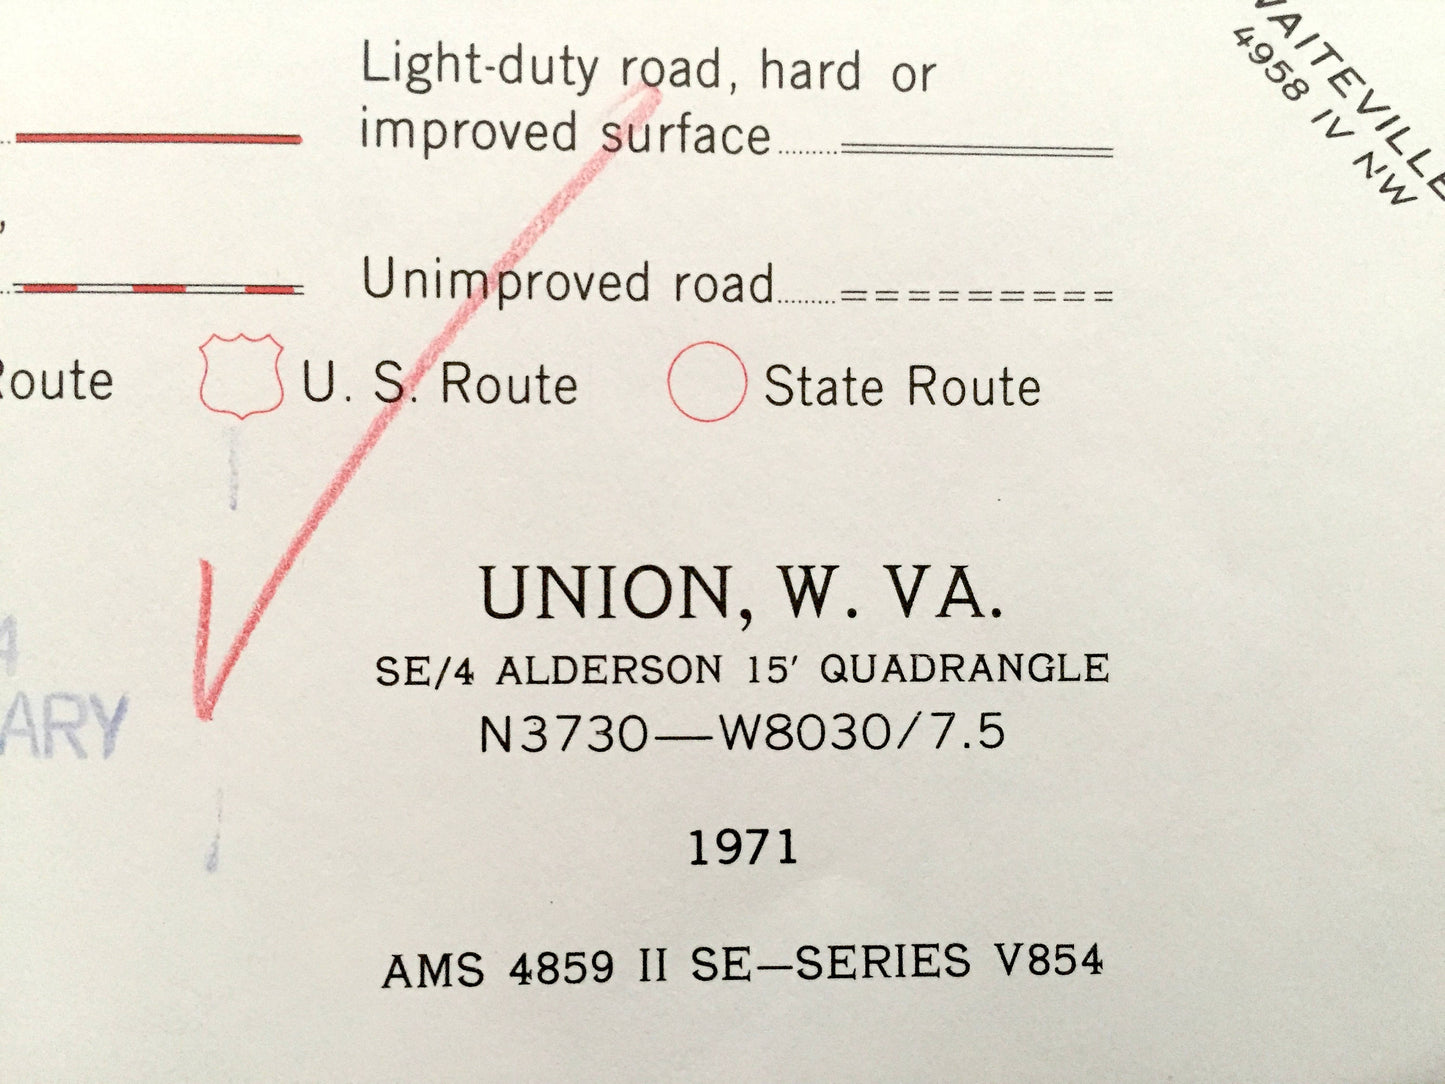 Light-duty road, hard or
improved surface
Unimproved road
Route
U. S. Route
State Route
WAITEVILLE
4958 IV NW
UNION, W. VA.
SE/4 ALDERSON 15′ QUADRANGLE
N3730—W8030/7.5
1971
AMS 4859 II SE—SERIES V854